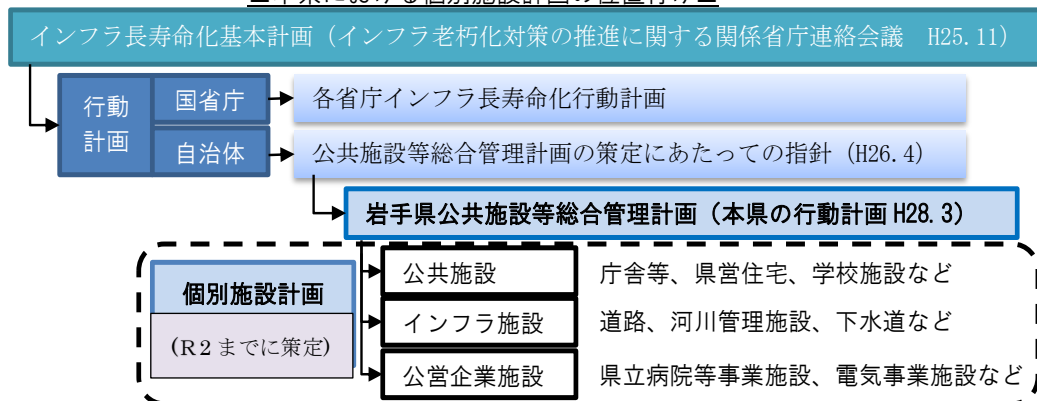 インフラ長寿命化基本計画（インフラ老朽化対策の推進に関する関係省庁連絡会議　H25.11）
行動
計画
国省庁
各省庁インフラ長寿命化行動計画
自治体
公共施設等総合管理計画の策定にあたっての指針（H26.4）
岩手県公共施設等総合管理計画（本県の行動計画 H28.3）
個別施設計画
（R２までに策定）
公共施設
庁舎等、県営住宅、学校施設など
インフラ施設
道路、河川管理施設、下水道など
公営企業施設
県立病院等事業施設、電気事業施設など